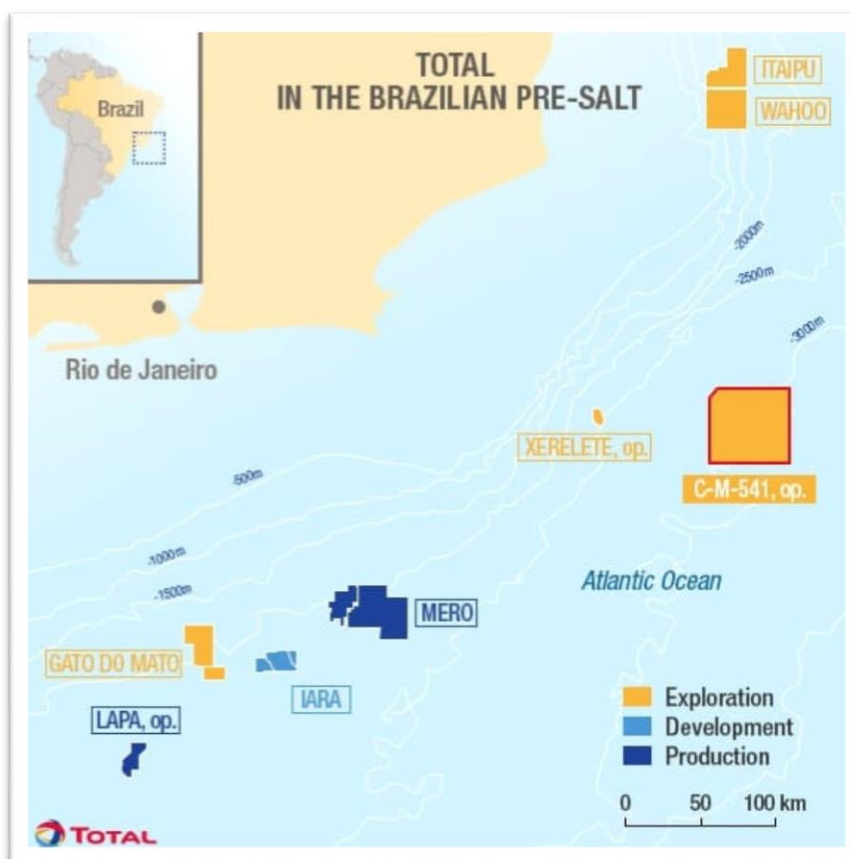 TOTAL
IN THE BRAZILIAN PRE-SALT
Brazil
ITAIPU
WAHOO
-2000m
-2500m
-3000m
Rio de Janeiro
XERELETE, op.
C-M-541, op.
-500m
-1000m
-1500m
Atlantic Ocean
MERO
GATO DO MATO
IARA
LAPA, op.
Exploration
Development
Production
0 50 100 km
TOTAL